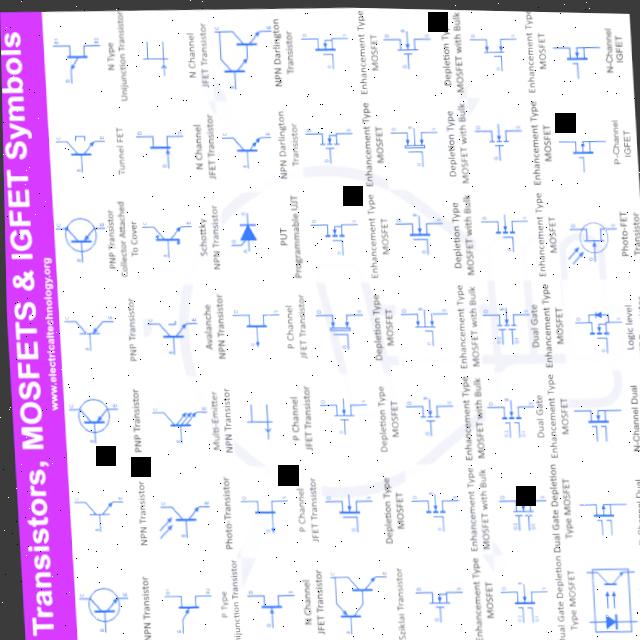 Transistors, MOSFETS & IGFET Symbols
www.electricaltechnology.org
NPN Transistor
NPN Transistor
PNP Transistor
PNP Transistor
PNP Transistor
Collector Attached
To Cover
Tunnel FET
N Type
Unijunction Transistor
P Type
ijunction Transistor
Photo-Transistor
Multi-Emitter
NPN Transistor
Avalanche
NPN Transistor
Schottky
NPN Transistor
N Channel
JFET Transistor
N Channel
JFET Transistor
N Channel
JFET Transistor
P Channel
JFET Transistor
P Channel
JFET Transistor
P Channel
JFET Transistor
PUT
Programmable UJT
NPN Darlington
Transistor
NPN Darlington
Transistor
Sziklai Transistor
Depletion Type
MOSFET
Depletion Type
MOSFET
Depletion Type
MOSFET
Enhancement Type
MOSFET
Enhancement Type
MOSFET
Enhancement Type
MOSFET
Enhancement Type
MOSFET
Enhancement Type
MOSFET with Bulk
Enhancement Type
MOSFET with Bulk
Enhancement Type
MOSFET with Bulk
Depletion Type
MOSFET with Bulk
Depletion Type
MOSFET with Bulk
Depletion
MOSFET with Bulk
Gate Depletion
Type MOSFET
Dual Gate Depletion
Type MOSFET
Dual Gate
Enhancement Type
MOSFET
Dual Gate
Enhancement Type
MOSFET
Enhancement Type
MOSFET
Enhancement Type
MOSFET
Enhancement Type
MOSFET
N-Channel Dual
Logic level
Photo-FET
Transistor
P-Channel
IGFET
N-Channel
IGFET